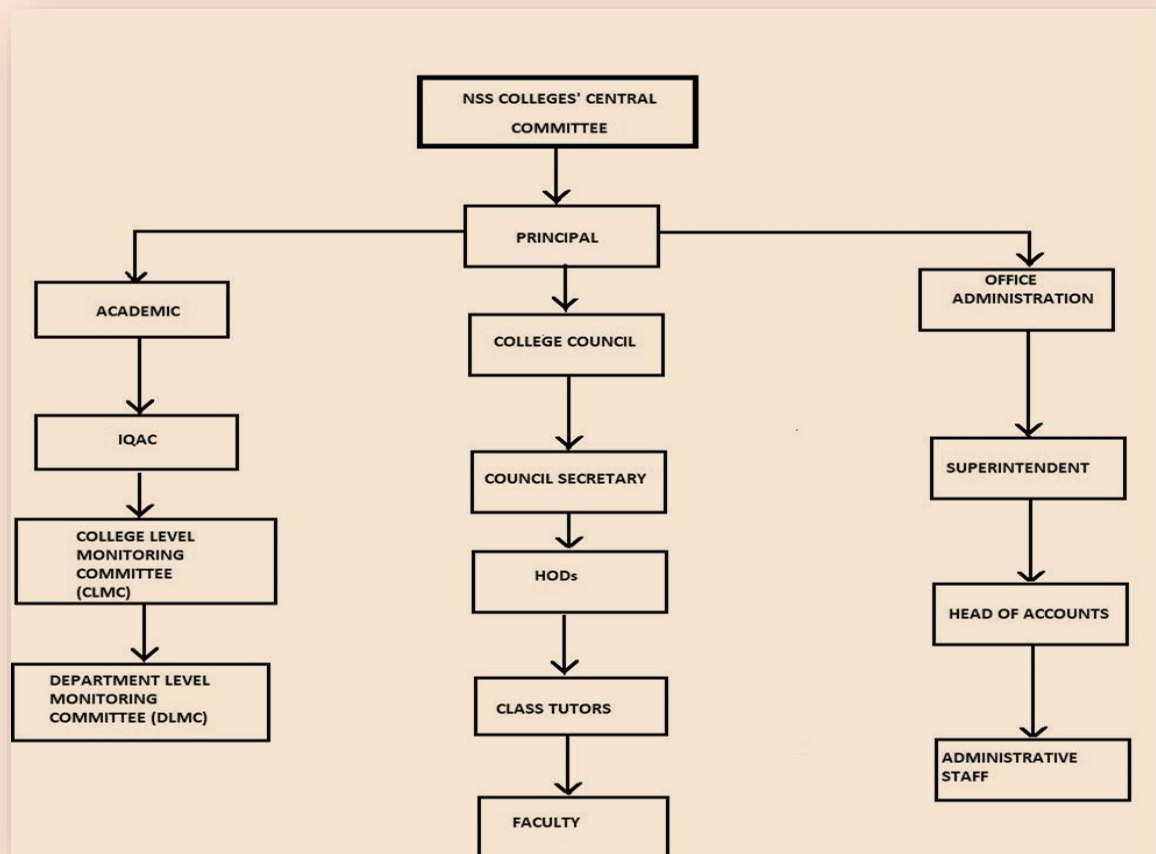 NSS COLLEGES' CENTRAL
COMMITTEE
PRINCIPAL
ACADEMIC
IQAC
COLLEGE LEVEL
MONITORING
COMMITTEE
(CLMC)
DEPARTMENT LEVEL
MONITORING
COMMITTEE (DLMC)
COLLEGE COUNCIL
COUNCIL SECRETARY
HODs
CLASS TUTORS
FACULTY
OFFICE
ADMINISTRATION
SUPERINTENDENT
HEAD OF ACCOUNTS
ADMINISTRATIVE
STAFF